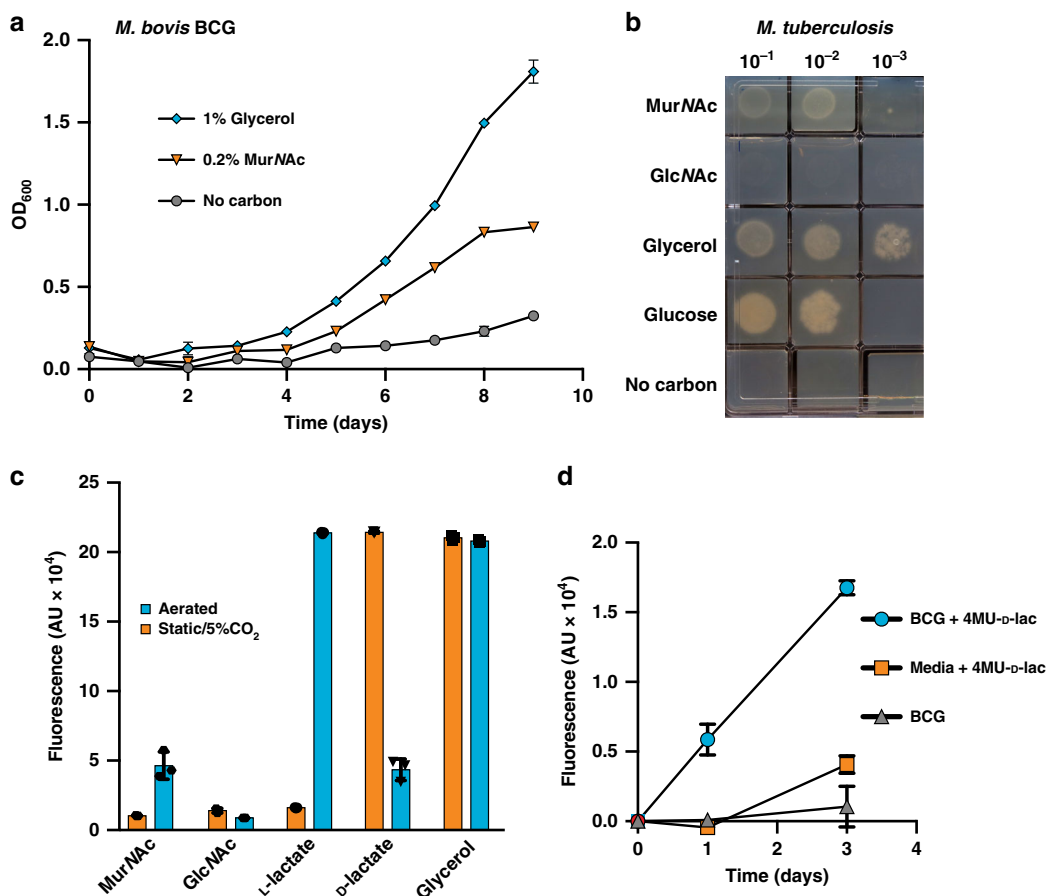 a
M. bovis BCG
2.0
1.5
1.0
0.5
0.0
OD600
1% Glycerol
0.2% MurNAc
No carbon
0 2 4 6 8 10
Time (days)
b
M. tuberculosis
10−1 10−2 10−3
MurNAc
GlcNAc
Glycerol
Glucose
No carbon
c
25
20
15
10
5
0
Fluorescence (AU × 10⁴)
Aerated
Static/5%CO2
MurNAc
GlcNAc
L-lactate
D-lactate
Glycerol
d
2.0
1.5
1.0
0.5
0.0
Fluorescence (AU × 10⁴)
BCG + 4MU-D-lac
Media + 4MU-D-lac
BCG
0 1 2 3 4
Time (days)